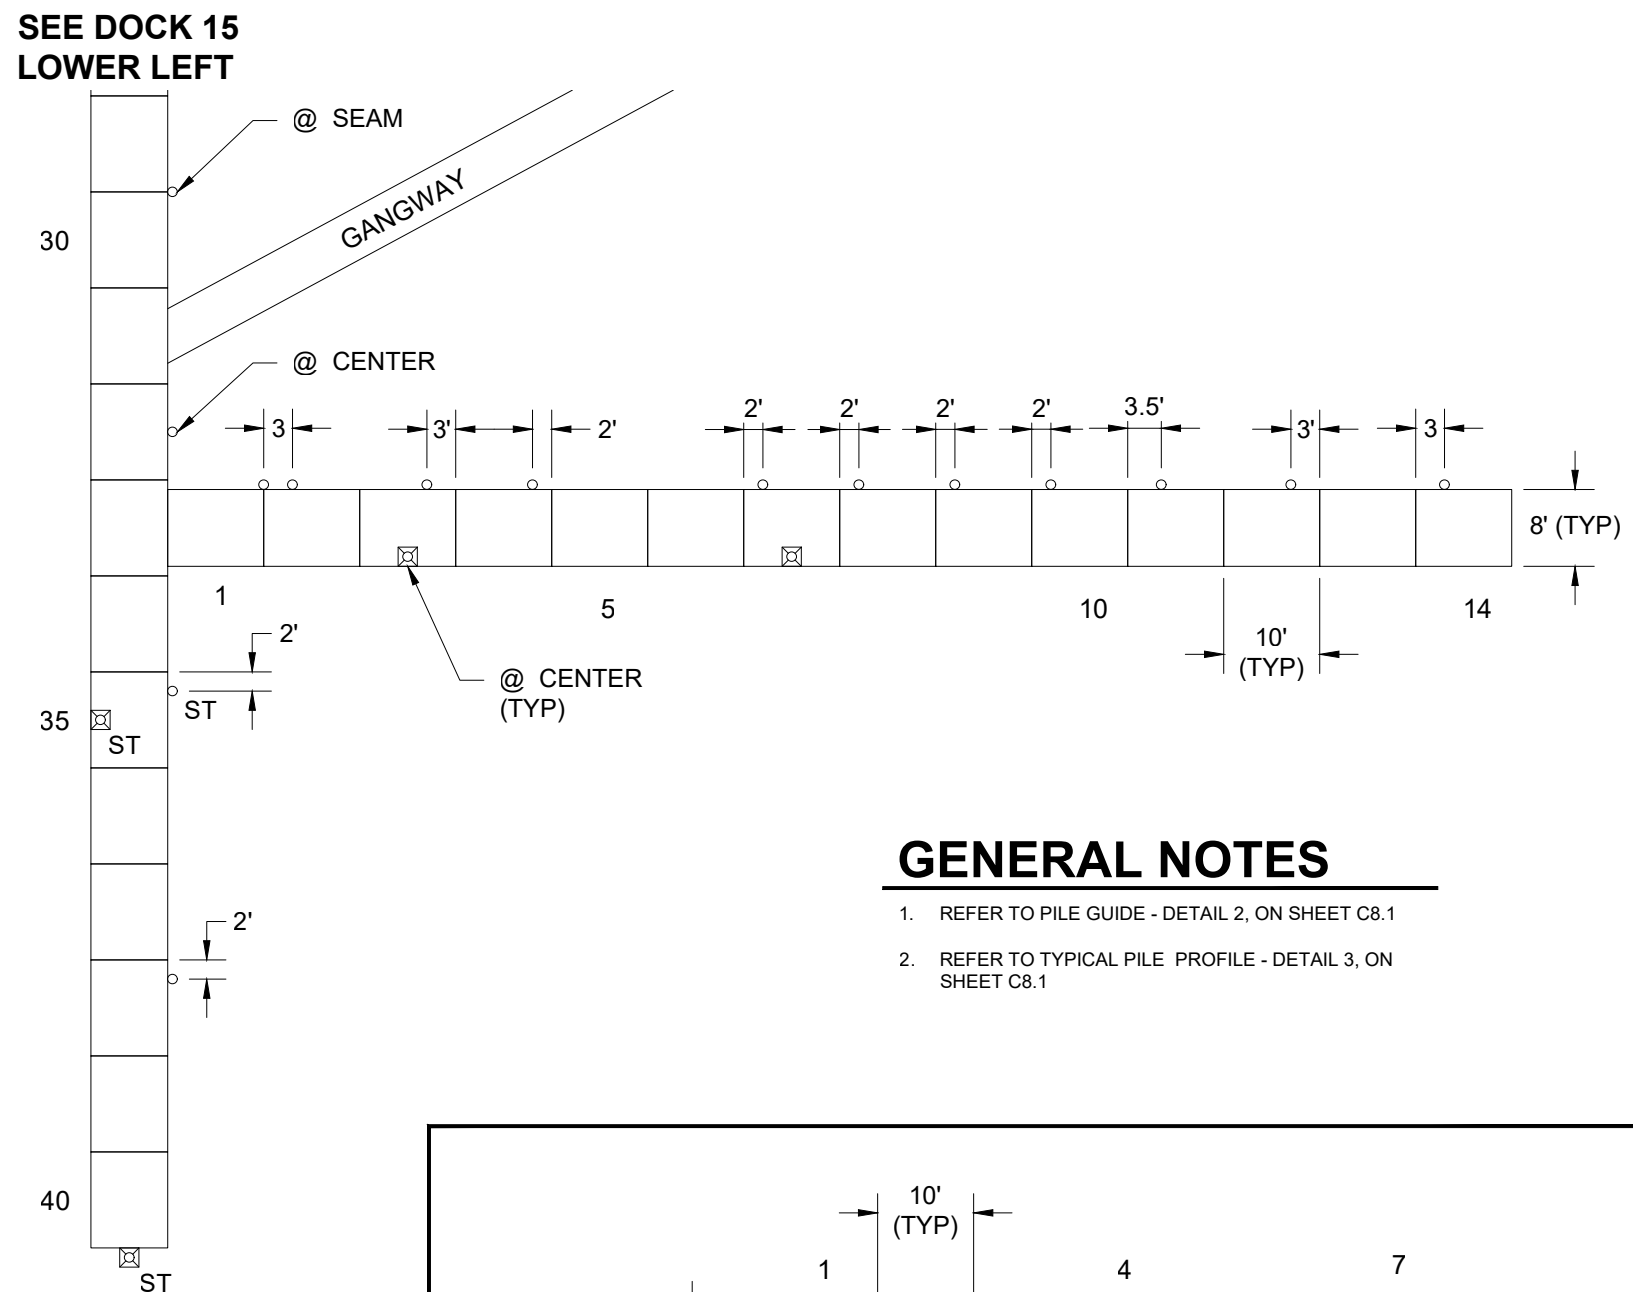 SEE DOCK 15
LOWER LEFT
@ SEAM
GANGWAY
30
@ CENTER
3
3'
2'
2'
2'
2'
2'
3.5'
3'
3
8' (TYP)
1
5
10
14
10'
(TYP)
2'
@ CENTER
(TYP)
ST
35
ST
GENERAL NOTES
1. REFER TO PILE GUIDE - DETAIL 2, ON SHEET C8.1
2. REFER TO TYPICAL PILE PROFILE - DETAIL 3, ON
SHEET C8.1
2'
40
ST
10'
(TYP)
1
4
7